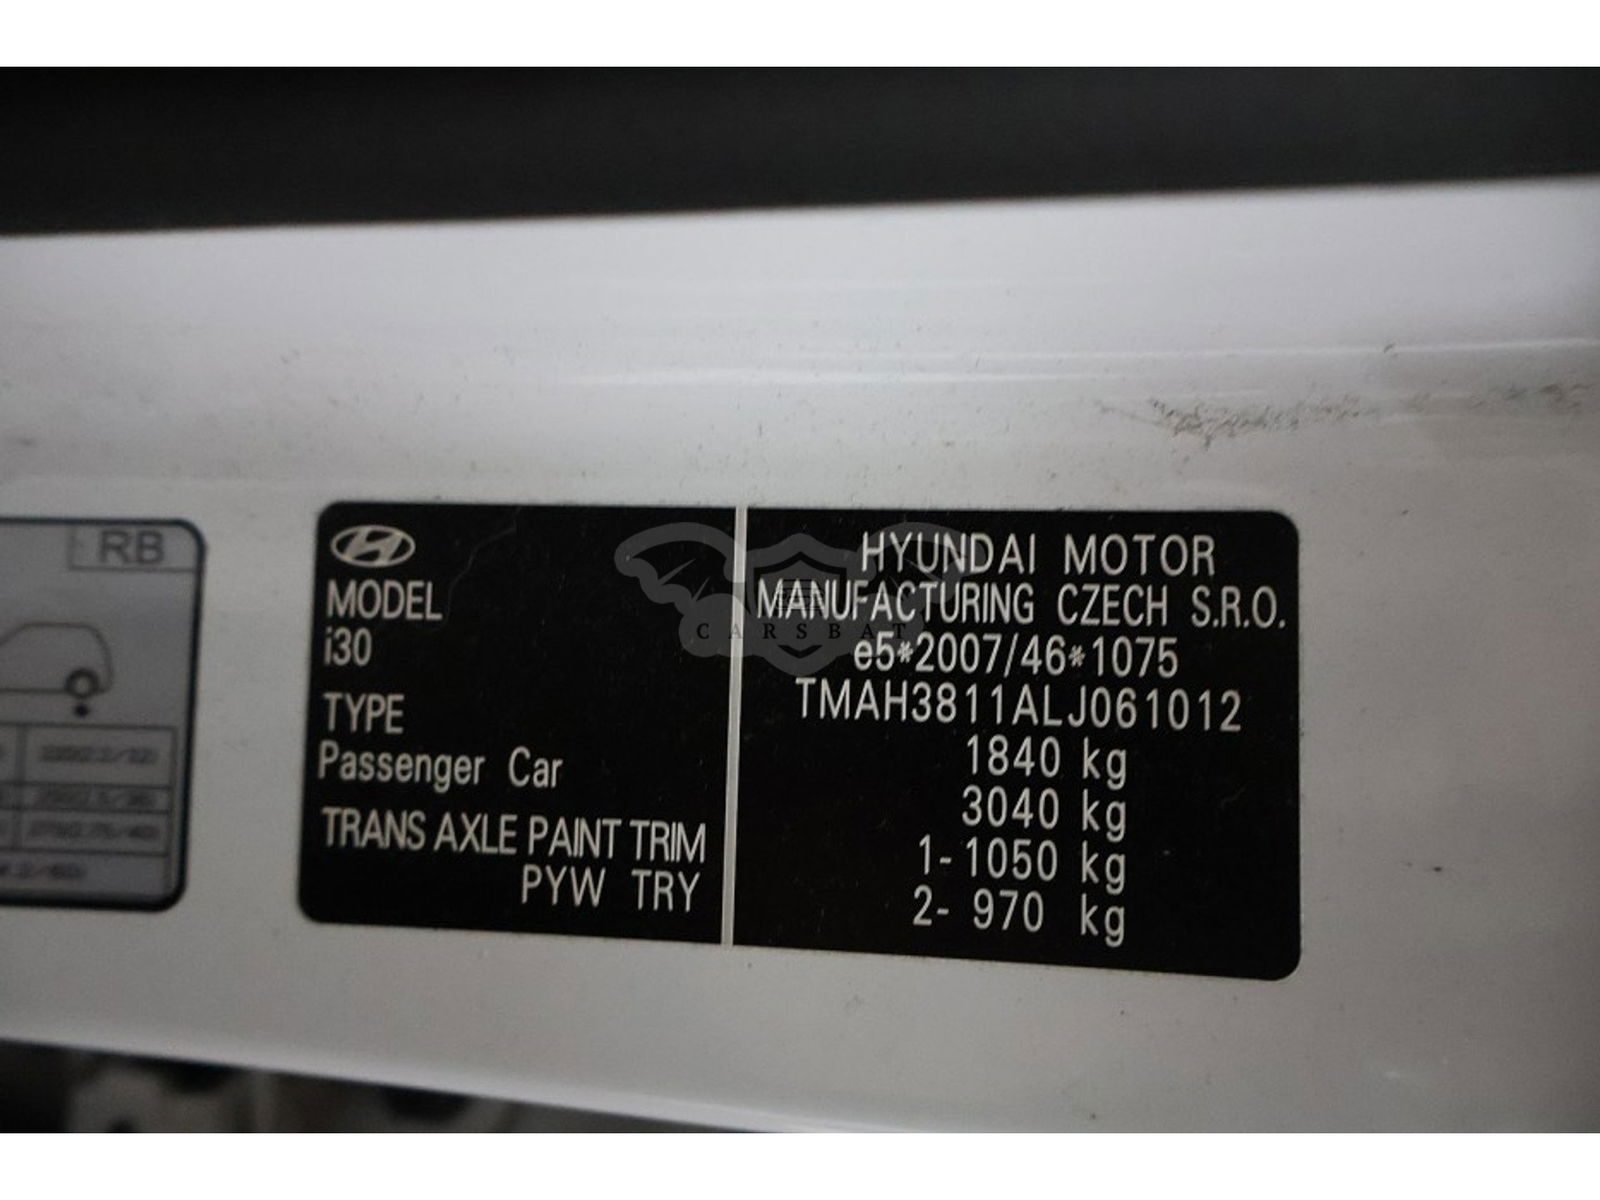 RB
MODEL
i30
TYPE
Passenger Car
TRANS AXLE PAINT TRIM
PYW TRY
HYUNDAI MOTOR
MANUFACTURING CZECH S.R.O.
e5*2007/46*1075
TMAH3811ALJ061012
1840 kg
3040 kg
1- 1050 kg
2- 970 kg
CARSBAT